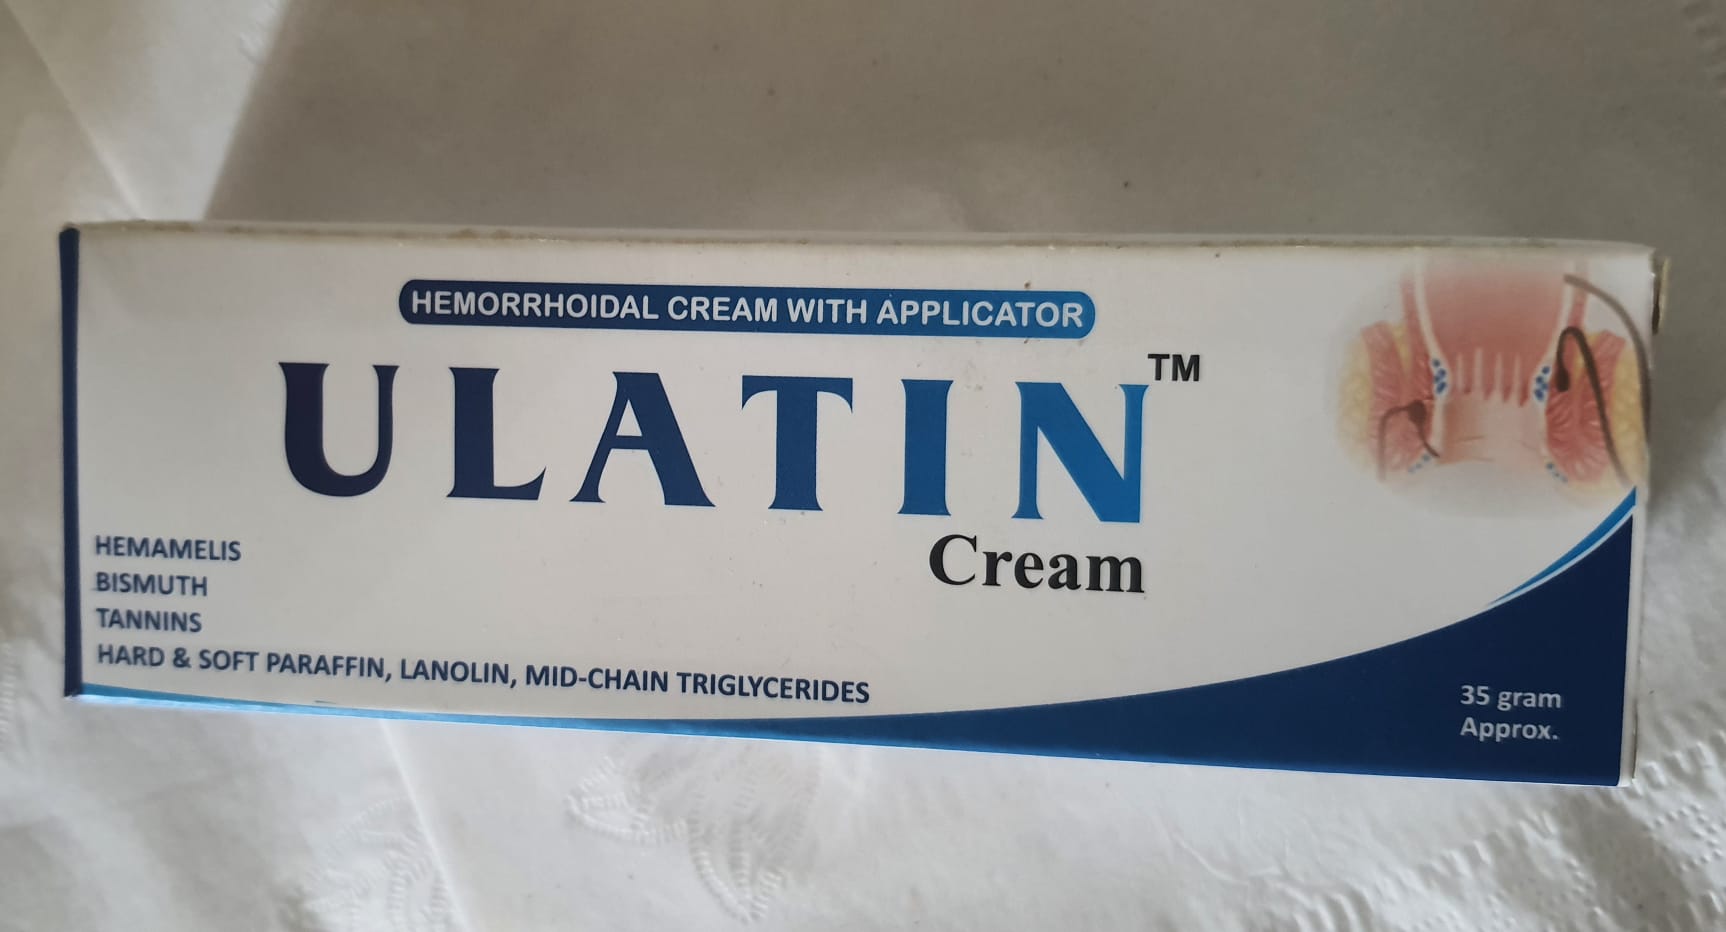 HEMORRHOIDAL CREAM WITH APPLICATOR
ULATIN™
Cream
HEMAMELIS
BISMUTH
TANNINS
HARD & SOFT PARAFFIN, LANOLIN, MID-CHAIN TRIGLYCERIDES
35 gram
Approx.